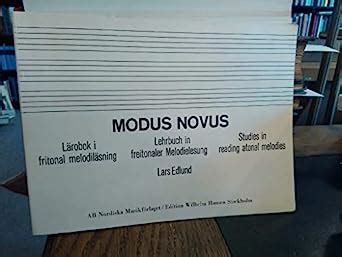 MODUS NOVUS
Lärobok i
fritonal melodiläsning
Lehrbuch in
freitonaler Melodielesung
Studies in
reading atonal melodies
Lars Edlund
AB Nordiska Musikförlaget/Edition Wilhelm Hansen Stockholm